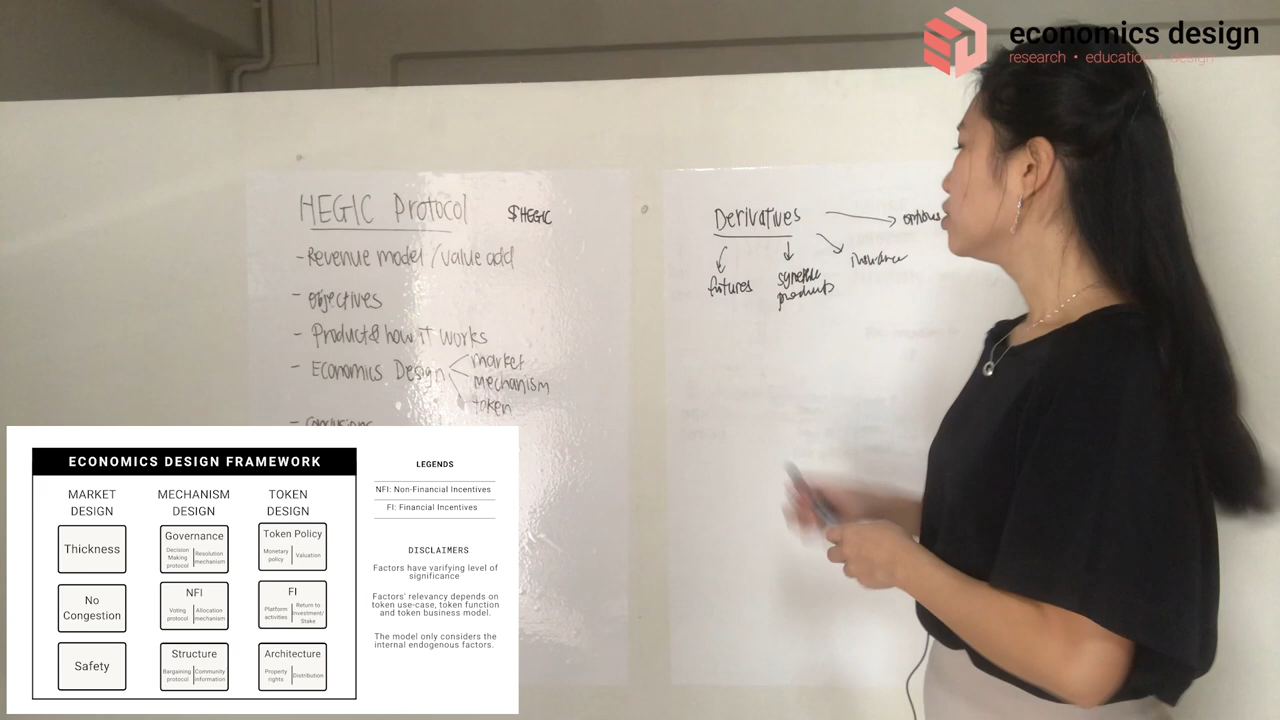 economics design
research • education • design
HEGIC Protocol $HEGIC
- Revenue model / value add
- objectives
- Product & how it works
- Economics Design
market
mechanism
token
- conclusions
Derivatives
options
insurance
futures
products
ECONOMICS DESIGN FRAMEWORK
MARKET DESIGN
Thickness
No Congestion
Safety
MECHANISM DESIGN
Governance
Decision Making protocol
Resolution mechanism
NFI
Voting protocol
Allocation mechanism
Structure
Bargaining protocol
Community information
TOKEN DESIGN
Token Policy
Monetary policy
Valuation
FI
Platform activities
Return to Investment/ Stake
Architecture
Property rights
Distribution
LEGENDS
NFI: Non-Financial Incentives
FI: Financial Incentives
DISCLAIMERS
Factors have varifying level of
significance
Factors' relevancy depends on
token use-case, token function
and token business model.
The model only considers the
internal endogenous factors.